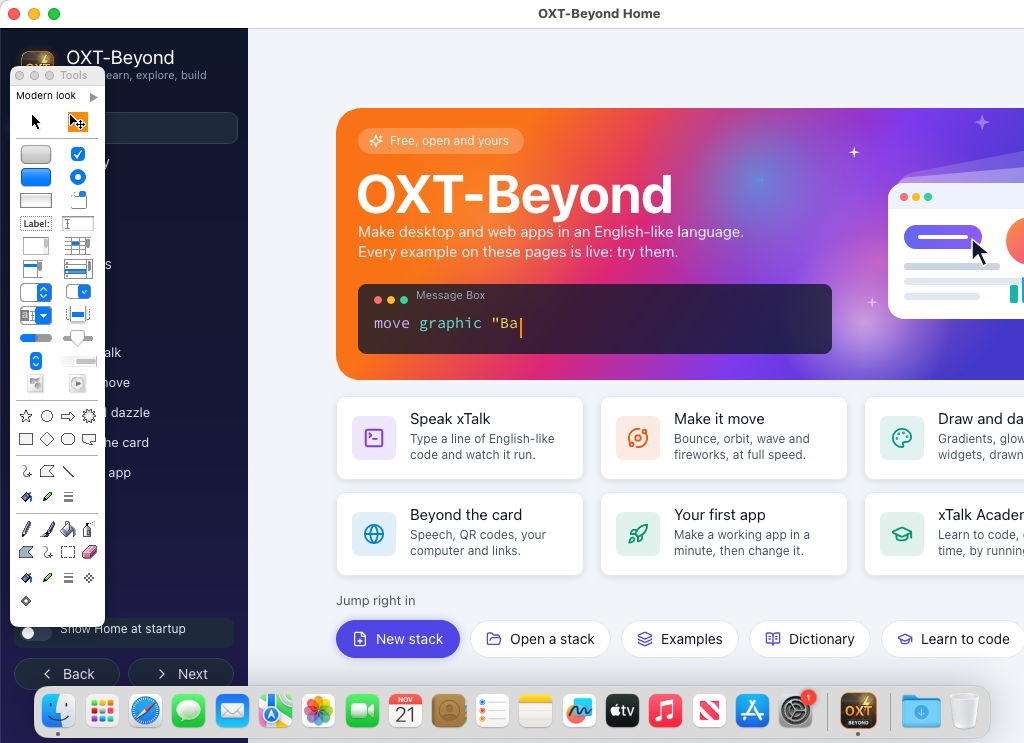 OXT-Beyond Home
OXT-Beyond
earn, explore, build
Tools
Modern look
Label:
alk
ove
dazzle
he card
app
Show Home at startup
Back
Next
Free, open and yours
OXT-Beyond
Make desktop and web apps in an English-like language.
Every example on these pages is live: try them.
Message Box
move graphic "Ba
Speak xTalk
Type a line of English-like
code and watch it run.
Make it move
Bounce, orbit, wave and
fireworks, at full speed.
Draw and da
Gradients, glow
widgets, drawn
Beyond the card
Speech, QR codes, your
computer and links.
Your first app
Make a working app in a
minute, then change it.
xTalk Acaden
Learn to code,
time, by running
Jump right in
New stack
Open a stack
Examples
Dictionary
Learn to code
NOV
21
tv
1
OXT
BEYOND